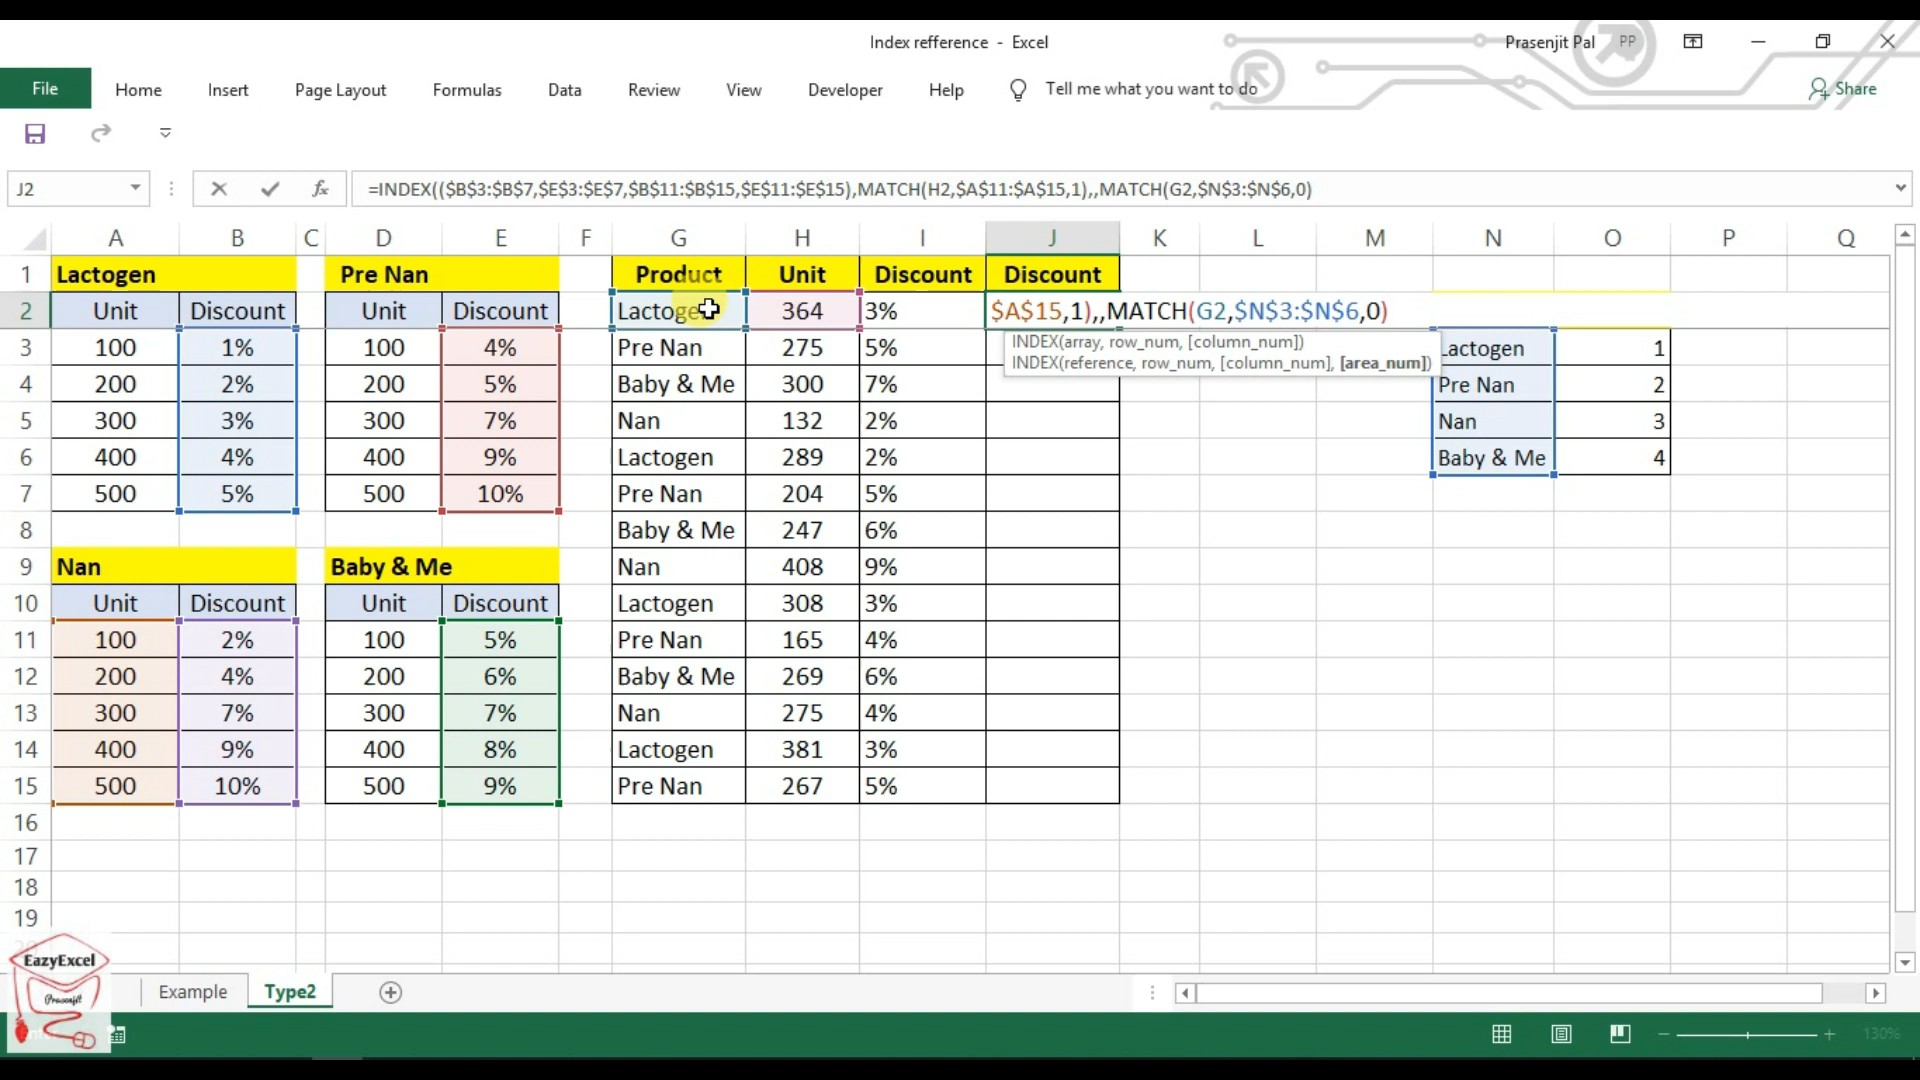 Index refference - Excel
Prasenjit Pal PP
File Home Insert Page Layout Formulas Data Review View Developer Help Tell me what you want to do Share
J2 fx =INDEX(($B$3:$B$7,$E$3:$E$7,$B$11:$B$15,$E$11:$E$15),MATCH(H2,$A$11:$A$15,1),,MATCH(G2,$N$3:$N$6,0)
A B C D E F G H I J K L M N O P Q
1 Lactogen Pre Nan Product Unit Discount Discount
2 Unit Discount Unit Discount Lactogen 364 3% $A$15,1),,MATCH(G2,$N$3:$N$6,0)
INDEX(array, row_num, [column_num])
INDEX(reference, row_num, [column_num], [area_num])
3 100 1% 100 4% Pre Nan 275 5% Lactogen 1
4 200 2% 200 5% Baby & Me 300 7% Pre Nan 2
5 300 3% 300 7% Nan 132 2% Nan 3
6 400 4% 400 9% Lactogen 289 2% Baby & Me 4
7 500 5% 500 10% Pre Nan 204 5%
8 Baby & Me 247 6%
9 Nan Baby & Me Nan 408 9%
10 Unit Discount Unit Discount Lactogen 308 3%
11 100 2% 100 5% Pre Nan 165 4%
12 200 4% 200 6% Baby & Me 269 6%
13 300 7% 300 7% Nan 275 4%
14 400 9% 400 8% Lactogen 381 3%
15 500 10% 500 9% Pre Nan 267 5%
16
17
18
19
EazyExcel
Prasenjit
Example Type2
130%